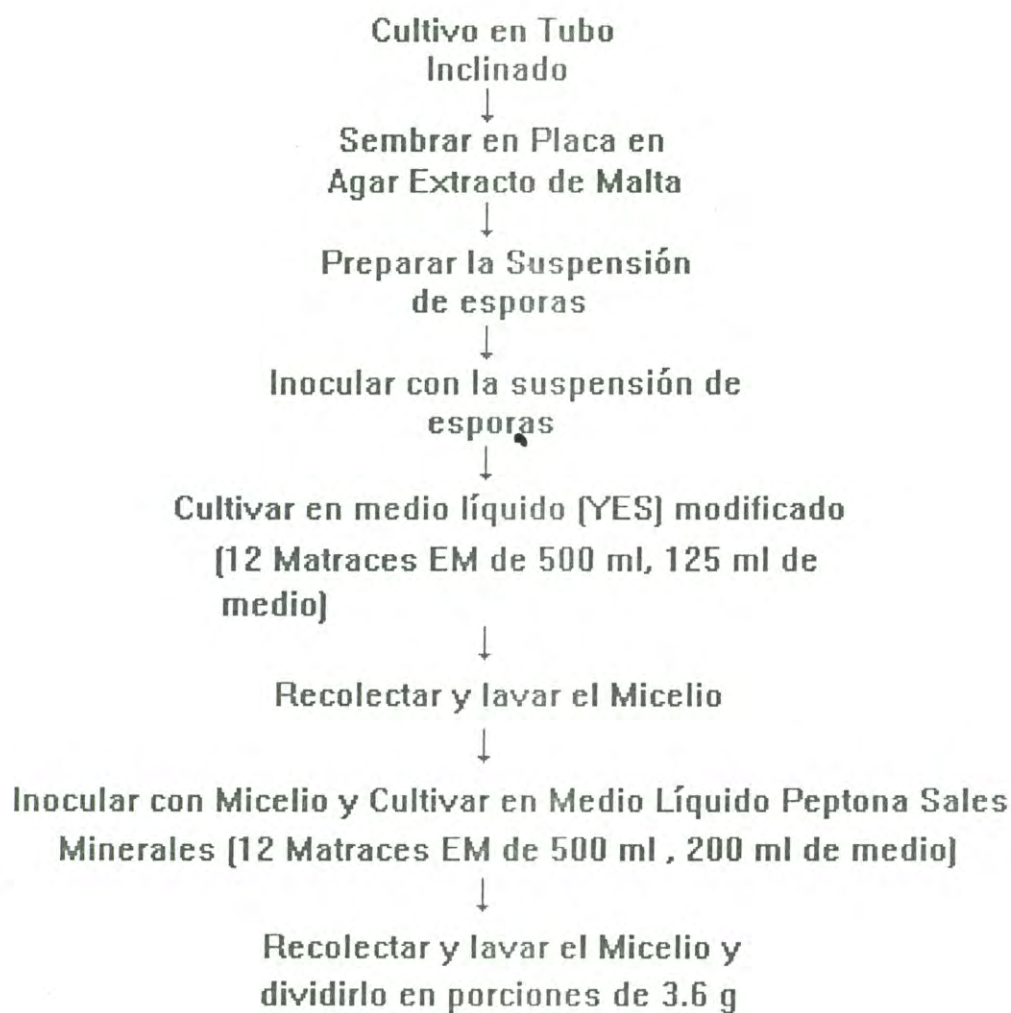 Cultivo en Tubo
Inclinado
↓
Sembrar en Placa en
Agar Extracto de Malta
↓
Preparar la Suspensión
de esporas
↓
Inocular con la suspensión de
esporas
↓
Cultivar en medio líquido (YES) modificado
(12 Matraces EM de 500 ml, 125 ml de
medio)
↓
Recolectar y lavar el Micelio
↓
Inocular con Micelio y Cultivar en Medio Líquido Peptona Sales
Minerales (12 Matraces EM de 500 ml , 200 ml de medio)
↓
Recolectar y lavar el Micelio y
dividirlo en porciones de 3.6 g